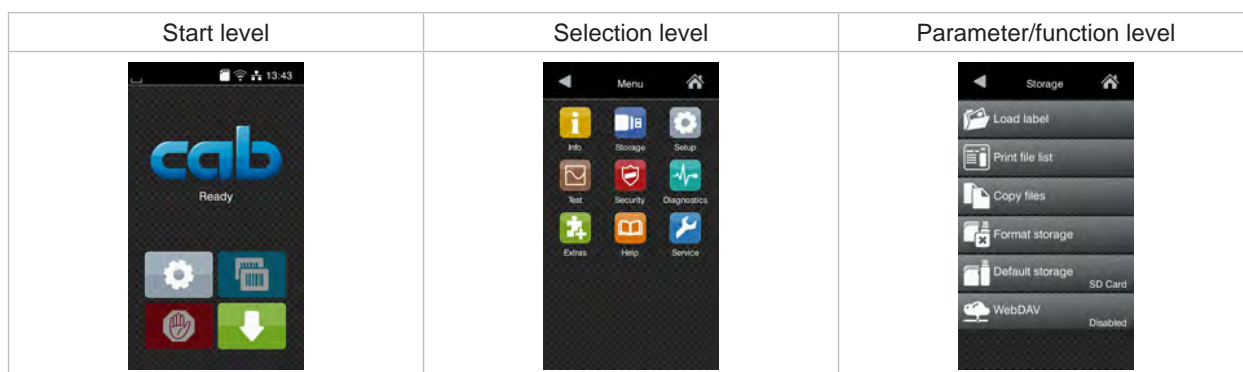 Start level
Selection level
Parameter/function level
13:43
cab
Ready
Menu
Info
Storage
Setup
Test
Security
Diagnostics
Extras
Help
Service
Storage
Load label
Print file list
Copy files
Format storage
Default storage
SD Card
WebDAV
Disabled